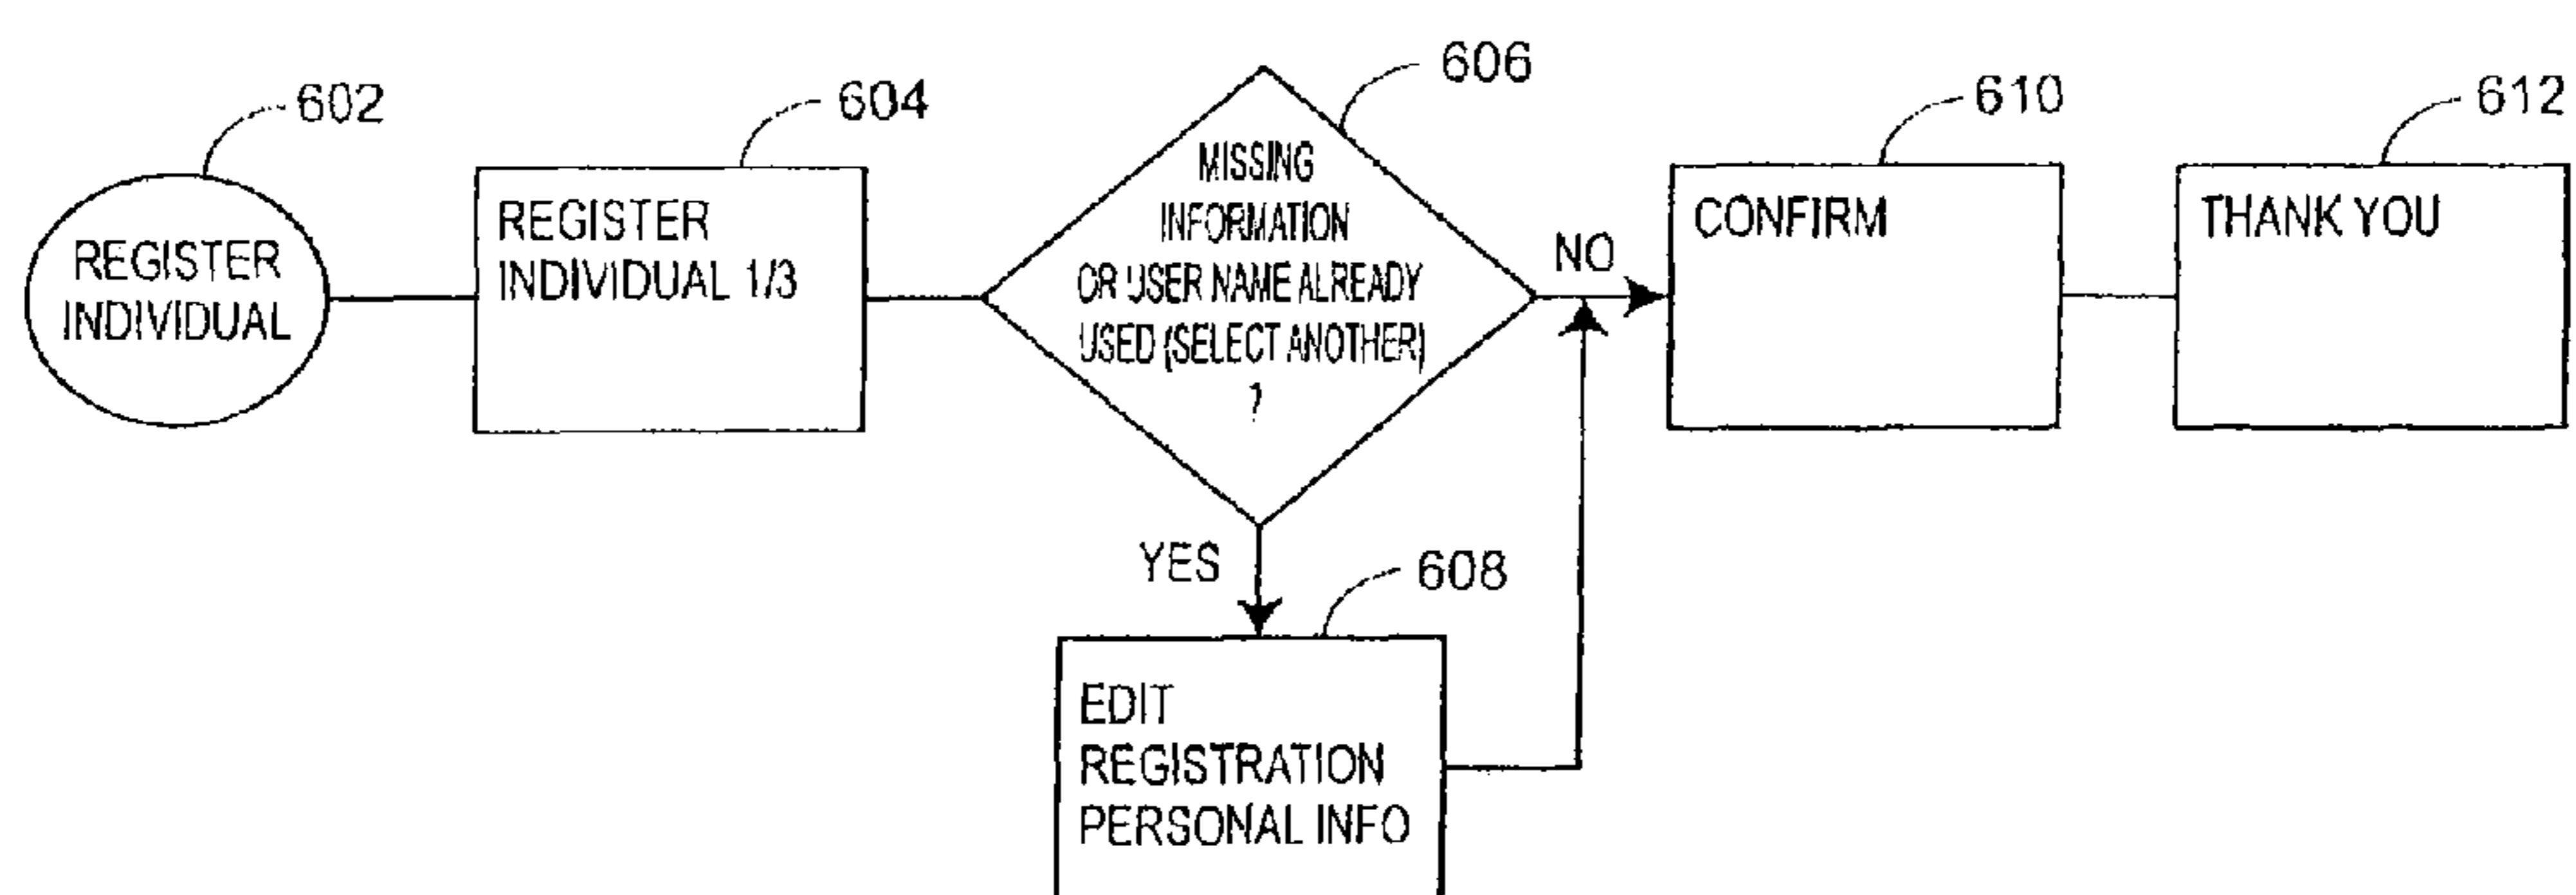 602
REGISTER
INDIVIDUAL
604
REGISTER
INDIVIDUAL 1/3
606
MISSING
INFORMATION
OR USER NAME ALREADY
USED (SELECT ANOTHER)
?
NO
YES
608
EDIT
REGISTRATION
PERSONAL INFO
610
CONFIRM
612
THANK YOU